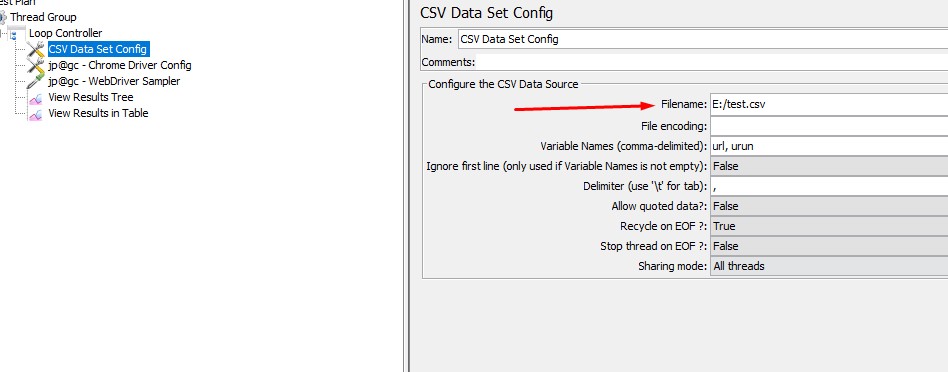 est Plan
Thread Group
Loop Controller
CSV Data Set Config
jp@gc - Chrome Driver Config
jp@gc - WebDriver Sampler
View Results Tree
View Results in Table
CSV Data Set Config
Name: CSV Data Set Config
Comments:
Configure the CSV Data Source
Filename: E:/test.csv
File encoding:
Variable Names (comma-delimited): url, urun
Ignore first line (only used if Variable Names is not empty): False
Delimiter (use '\t' for tab): ,
Allow quoted data?: False
Recycle on EOF ?: True
Stop thread on EOF ?: False
Sharing mode: All threads